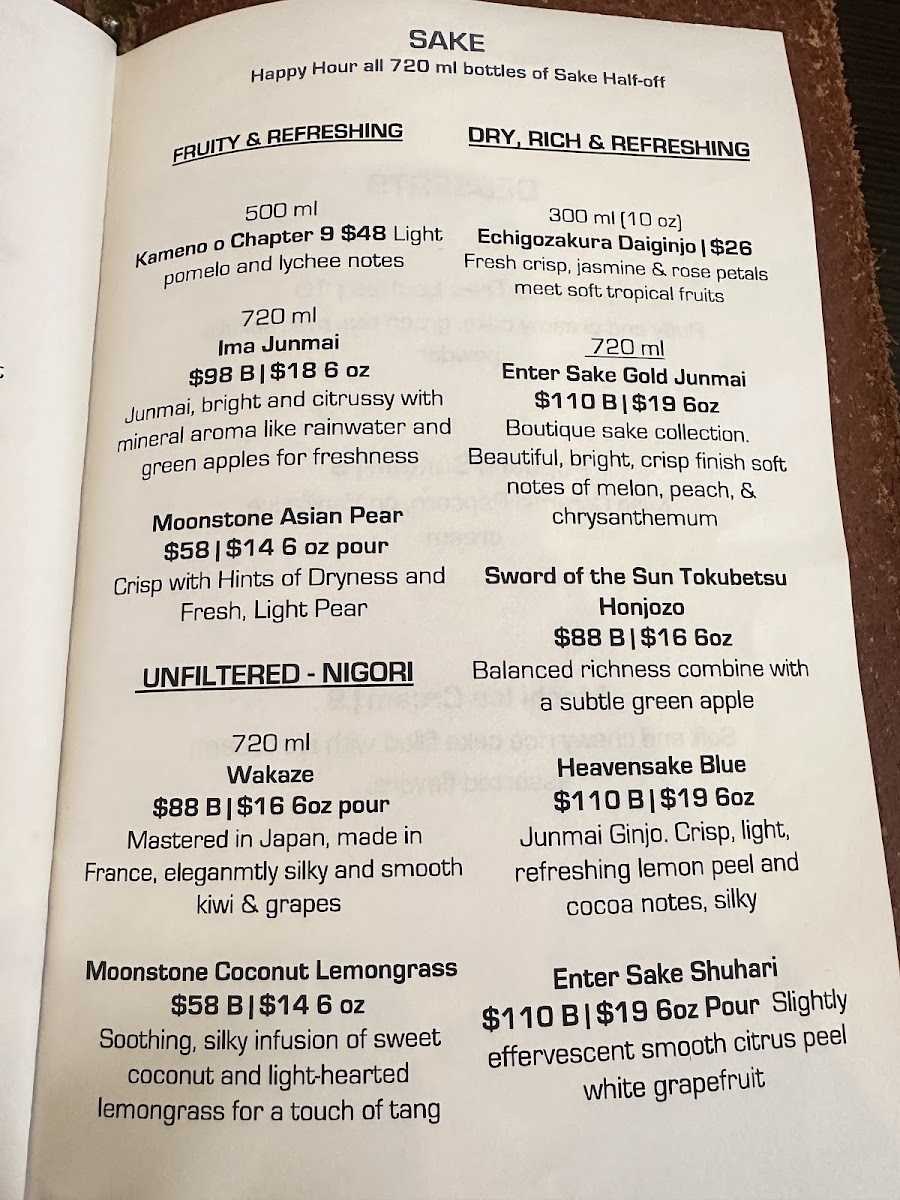 SAKE
Happy Hour all 720 ml bottles of Sake Half-off
FRUITY & REFRESHING
500 ml
Kameno o Chapter 9 $48 Light
pomelo and lychee notes
720 ml
Ima Junmai
$98 B|$18 6 oz
Junmai, bright and citrussy with
mineral aroma like rainwater and
green apples for freshness
Moonstone Asian Pear
$58|$14 6 oz pour
Crisp with Hints of Dryness and
Fresh, Light Pear
UNFILTERED - NIGORI
720 ml
Wakaze
$88 B|$16 6oz pour
Mastered in Japan, made in
France, eleganmtly silky and smooth
kiwi & grapes
Moonstone Coconut Lemongrass
$58 B|$14 6 oz
Soothing, silky infusion of sweet
coconut and light-hearted
lemongrass for a touch of tang
DRY, RICH & REFRESHING
300 ml (10 oz)
Echigozakura Daiginjo|$26
Fresh crisp, jasmine & rose petals
meet soft tropical fruits
720 ml
Enter Sake Gold Junmai
$110 B|$19 6oz
Boutique sake collection.
Beautiful, bright, crisp finish soft
notes of melon, peach, &
chrysanthemum
Sword of the Sun Tokubetsu
Honjozo
$88 B|$16 6oz
Balanced richness combine with
a subtle green apple
Heavensake Blue
$110 B|$19 6oz
Junmai Ginjo. Crisp, light,
refreshing lemon peel and
cocoa notes, silky
Enter Sake Shuhari
$110 B|$19 6oz Pour Slightly
effervescent smooth citrus peel
white grapefruit